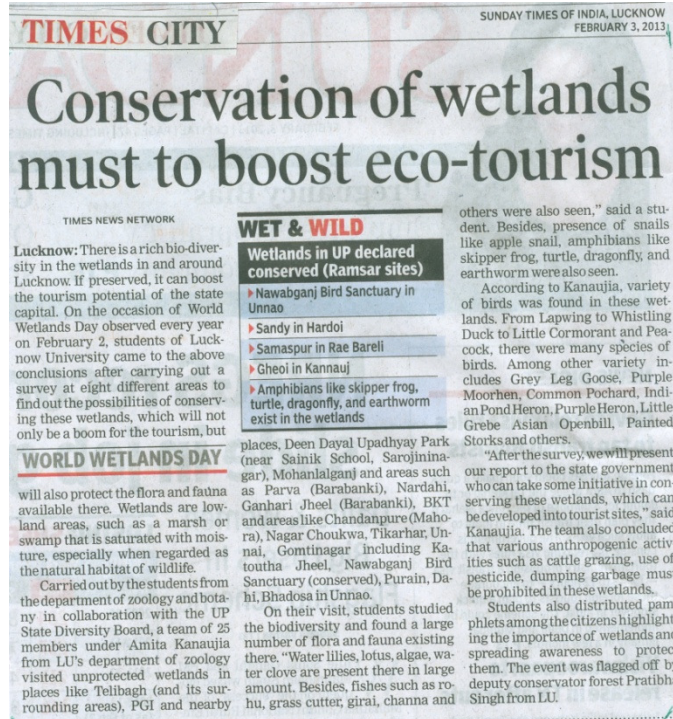 TIMES CITY
SUNDAY TIMES OF INDIA, LUCKNOW
FEBRUARY 3, 2013
Conservation of wetlands
must to boost eco-tourism
TIMES NEWS NETWORK
Lucknow: There is a rich bio-diver-
sity in the wetlands in and around
Lucknow. If preserved, it can boost
the tourism potential of the state
capital. On the occasion of World
Wetlands Day observed every year
on February 2, students of Luck-
now University came to the above
conclusions after carrying out a
survey at eight different areas to
find out the possibilities of conserv-
ing these wetlands, which will not
only be a boom for the tourism, but
WORLD WETLANDS DAY
will also protect the flora and fauna
available there. Wetlands are low-
land areas, such as a marsh or
swamp that is saturated with mois-
ture, especially when regarded as
the natural habitat of wildlife.
Carried out by the students from
the department of zoology and bota-
ny in collaboration with the UP
State Diversity Board, a team of 25
members under Amita Kanaujia
from LU's department of zoology
visited unprotected wetlands in
places like Telibagh (and its sur-
rounding areas), PGI and nearby
WET & WILD
Wetlands in UP declared
conserved (Ramsar sites)
Nawabganj Bird Sanctuary in
Unnao
Sandy in Hardoi
Samaspur in Rae Bareli
Gheoi in Kannauj
Amphibians like skipper frog,
turtle, dragonfly, and earthworm
exist in the wetlands
places, Deen Dayal Upadhyay Park
(near Sainik School, Sarojinina-
gar), Mohanlalganj and areas such
as Parva (Barabanki), Nardahi,
Ganhari Jheel (Barabanki), BKT
and areas like Chandanpure (Maho-
ra), Nagar Choukwa, Tikarhar, Un-
nai, Gomtinagar including Ka-
toutha Jheel, Nawabganj Bird
Sanctuary (conserved), Purain, Da-
hi, Bhadosa in Unnao.
On their visit, students studied
the biodiversity and found a large
number of flora and fauna existing
there. "Water lilies, lotus, algae, wa-
ter clove are present there in large
amount. Besides, fishes such as ro-
hu, grass cutter, girai, channa and
others were also seen," said a stu-
dent. Besides, presence of snails
like apple snail, amphibians like
skipper frog, turtle, dragonfly, and
earthworm were also seen.
According to Kanaujia, variety
of birds was found in these wet-
lands. From Lapwing to Whistling
Duck to Little Cormorant and Pea-
cock, there were many species of
birds. Among other variety in-
cludes Grey Leg Goose, Purple
Moorhen, Common Pochard, Indi-
an Pond Heron, Purple Heron, Little
Grebe Asian Openbill, Painted
Storks and others.
"After the survey, we will present
our report to the state government
who can take some initiative in con-
serving these wetlands, which can
be developed into tourist sites," said
Kanaujia. The team also concluded
that various anthropogenic activ-
ities such as cattle grazing, use of
pesticide, dumping garbage mus
be prohibited in these wetlands.
Students also distributed pam
phlets among the citizens highlight
ing the importance of wetlands and
spreading awareness to protec
them. The event was flagged off b
deputy conservator forest Pratibh
Singh from LU.